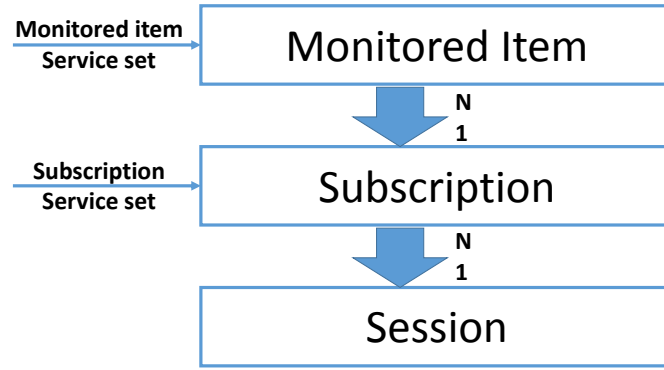 Monitored item
Service set
Monitored Item
N
1
Subscription
Service set
Subscription
N
1
Session